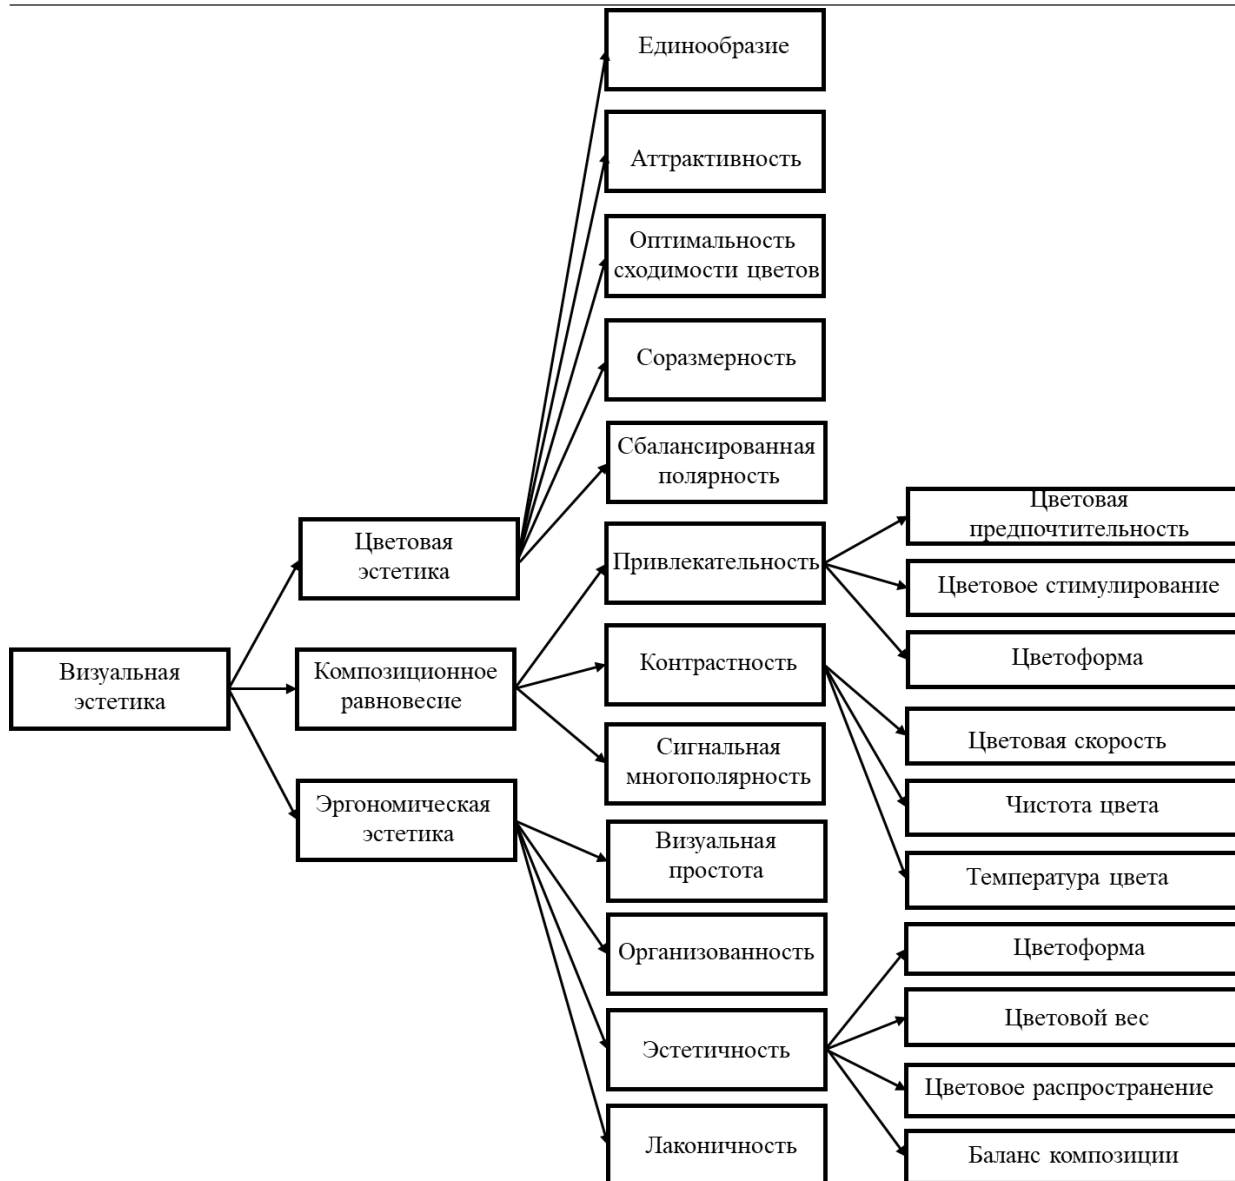 Единообразие
Аттрактивность
Оптимальность
сходимости цветов
Соразмерность
Сбалансированная
полярность
Цветовая
предпочтительность
Цветовая
эстетика
Привлекательность
Цветовое стимулирование
Визуальная
эстетика
Композиционное
равновесие
Контрастность
Цветоформа
Сигнальная
многополярность
Цветовая скорость
Эргономическая
эстетика
Чистота цвета
Визуальная
простота
Температура цвета
Организованность
Цветоформа
Эстетичность
Цветовой вес
Цветовое распространение
Лаконичность
Баланс композиции